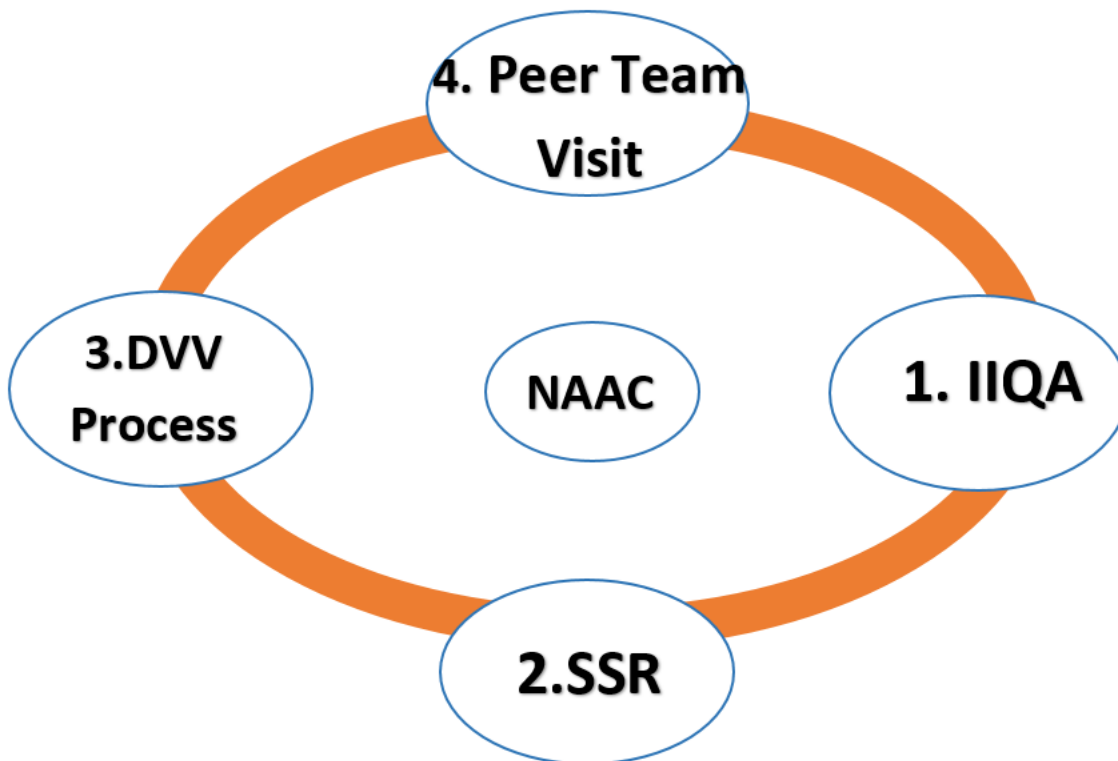 4. Peer Team
Visit
3.DVV
Process
NAAC
1. IIQA
2.SSR